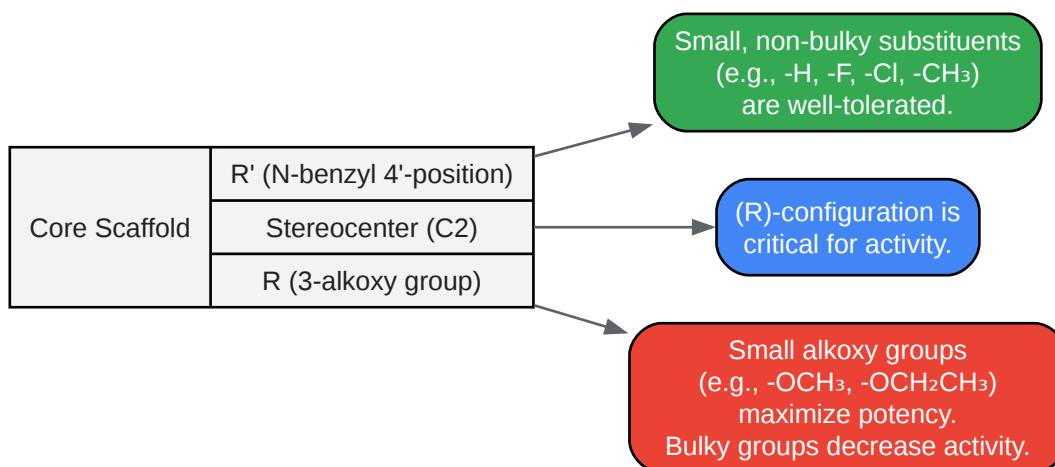 Small, non-bulky substituents
(e.g., -H, -F, -Cl, -CH₃)
are well-tolerated.
Core Scaffold
R' (N-benzyl 4'-position)
Stereocenter (C2)
R (3-alkoxy group)
(R)-configuration is
critical for activity.
Small alkoxy groups
(e.g., -OCH₃, -OCH₂CH₃)
maximize potency.
Bulky groups decrease activity.